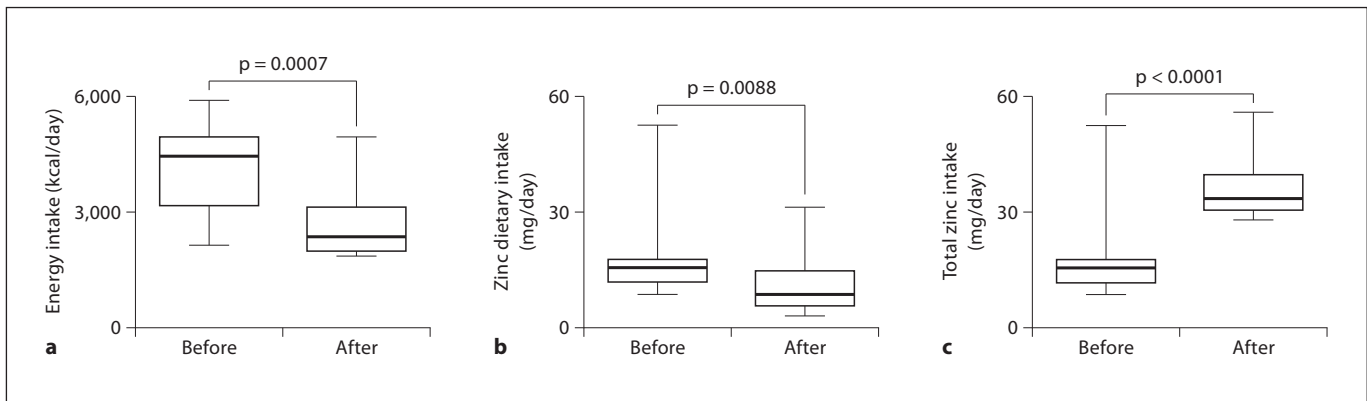 p = 0.0007
6,000
3,000
0
Energy intake (kcal/day)
Before
After
a
p = 0.0088
60
30
0
Zinc dietary intake
(mg/day)
Before
After
b
p < 0.0001
60
30
0
Total zinc intake
(mg/day)
Before
After
c